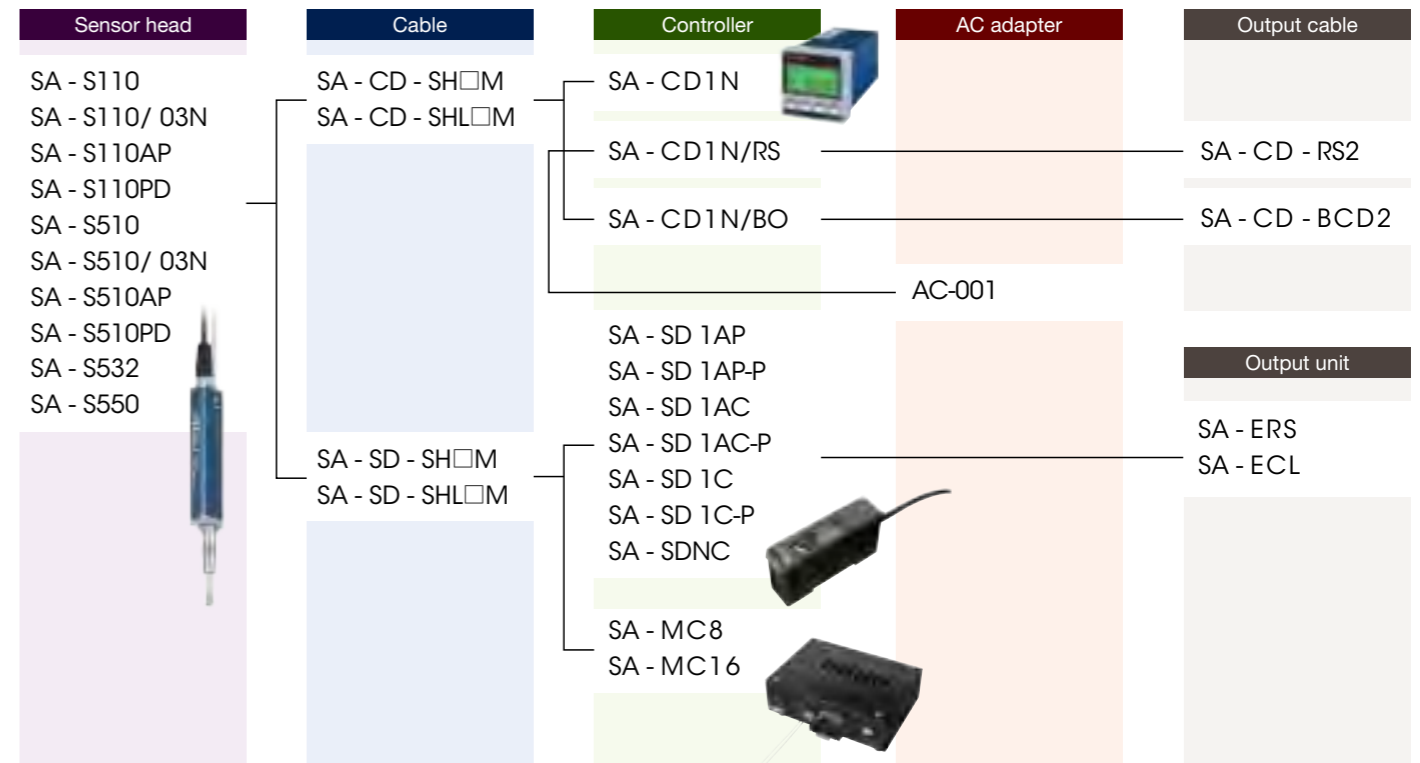 Sensor head
SA - S110
SA - S110/ 03N
SA - S110AP
SA - S110PD
SA - S510
SA - S510/ 03N
SA - S510AP
SA - S510PD
SA - S532
SA - S550
Cable
SA - CD - SH□M
SA - CD - SHL□M
SA - SD - SH□M
SA - SD - SHL□M
Controller
SA - CD1N
SA - CD1N/RS
SA - CD1N/BO
SA - SD 1AP
SA - SD 1AP-P
SA - SD 1AC
SA - SD 1AC-P
SA - SD 1C
SA - SD 1C-P
SA - SDNC
SA - MC8
SA - MC16
AC adapter
AC-001
Output cable
SA - CD - RS2
SA - CD - BCD2
Output unit
SA - ERS
SA - ECL